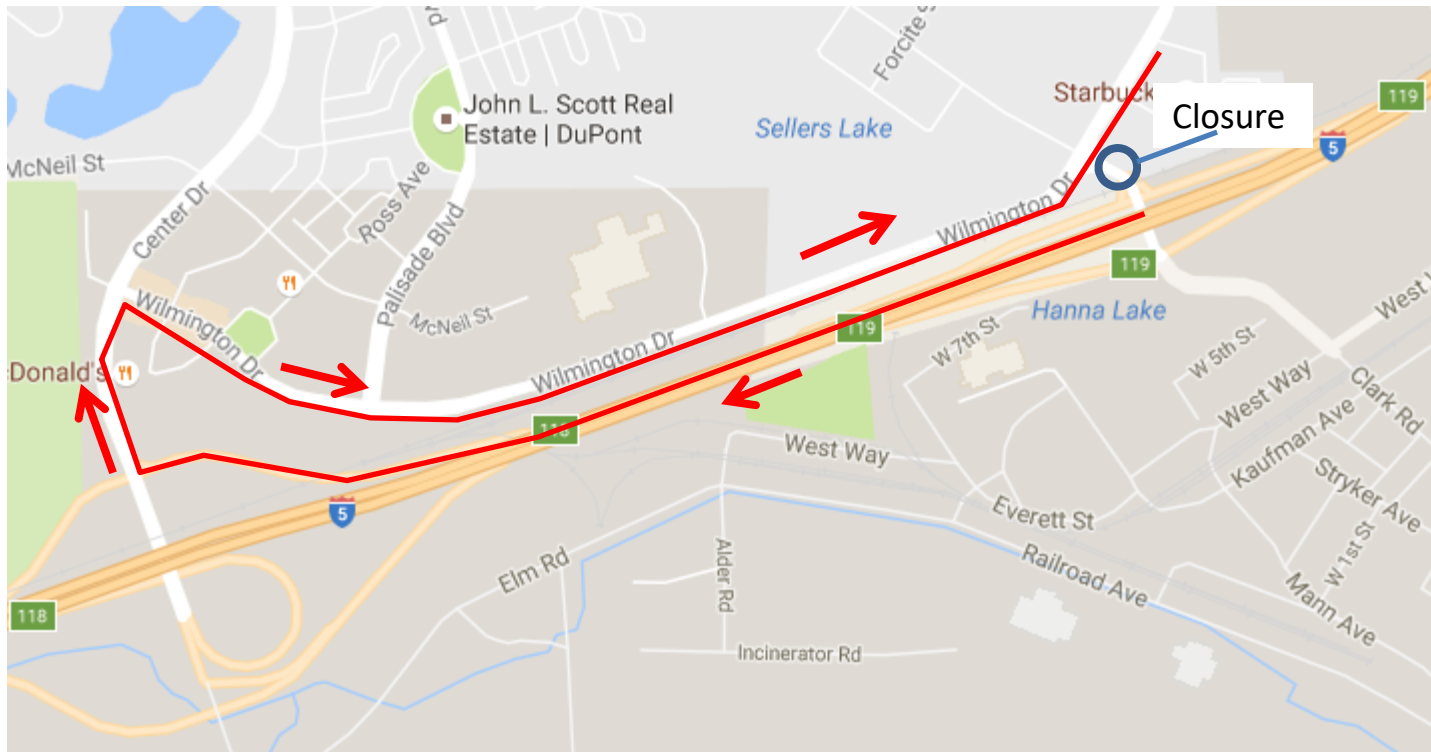 Forcite S
Starbuck
119
Closure
5
John L. Scott Real
Estate | DuPont
Sellers Lake
McNeil St
Center Dr
Ross Ave
Palisade Blvd
Wilmington Dr
119
Hanna Lake
West
Wilmington Dr
McNeil St
119
W 7th St
W 5th St
Donald's
Wilmington Dr
West Way
Clark Rd
118
West Way
Kaufman Ave
Stryker Ave
5
Everett St
W 1st St
Elm Rd
Alder Rd
Railroad Ave
Mann Ave
118
Incinerator Rd